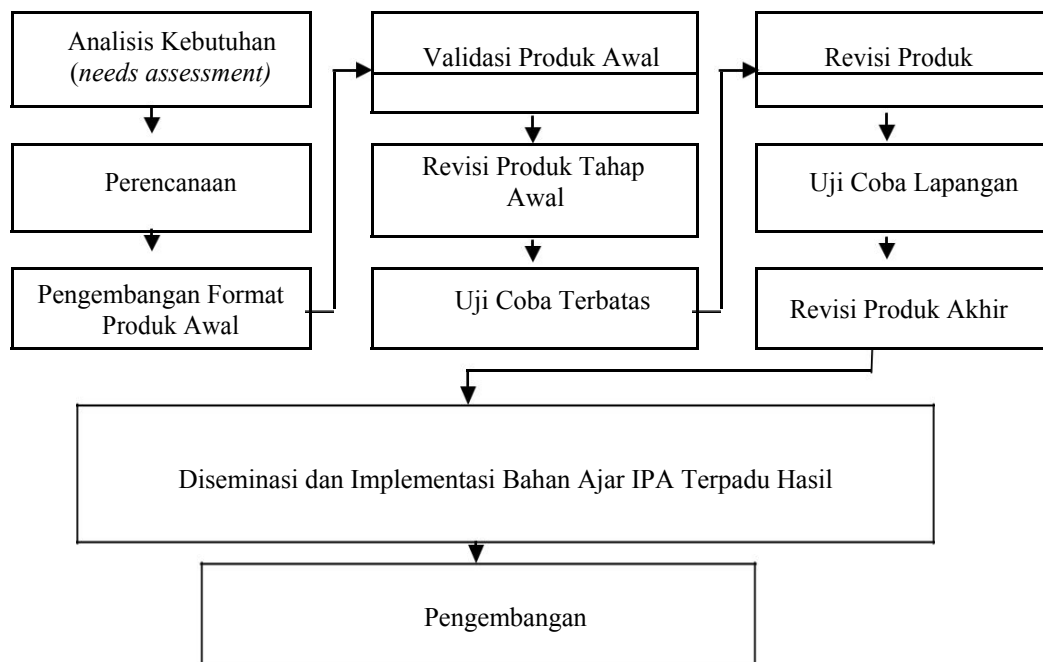 Analisis Kebutuhan
(needs assessment)
Perencanaan
Pengembangan Format
Produk Awal
Validasi Produk Awal
Revisi Produk Tahap
Awal
Uji Coba Terbatas
Revisi Produk
Uji Coba Lapangan
Revisi Produk Akhir
Diseminasi dan Implementasi Bahan Ajar IPA Terpadu Hasil
Pengembangan